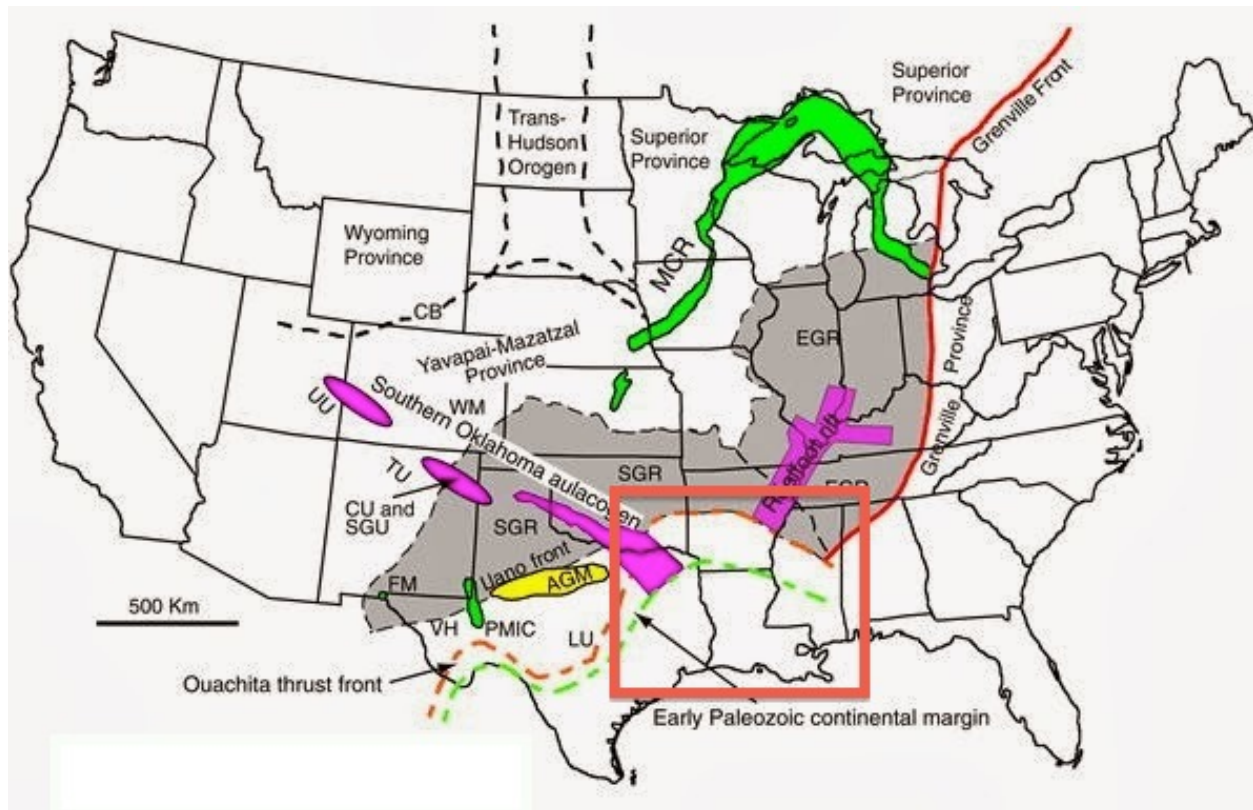 Superior
Province
Grenville Front
Trans-
Hudson
Orogen
Superior
Province
Wyoming
Province
MCR
CB
EGR
Province
Grenville
Yavapai-Mazatzal
Province
UU
WM
Southern Oklahoma aulacogen
TU
SGR
Reelfoot rift
EGR
CU and
SGU
SGR
Llano front
AGM
FM
500 Km
VH
PMIC
LU
Ouachita thrust front
Early Paleozoic continental margin